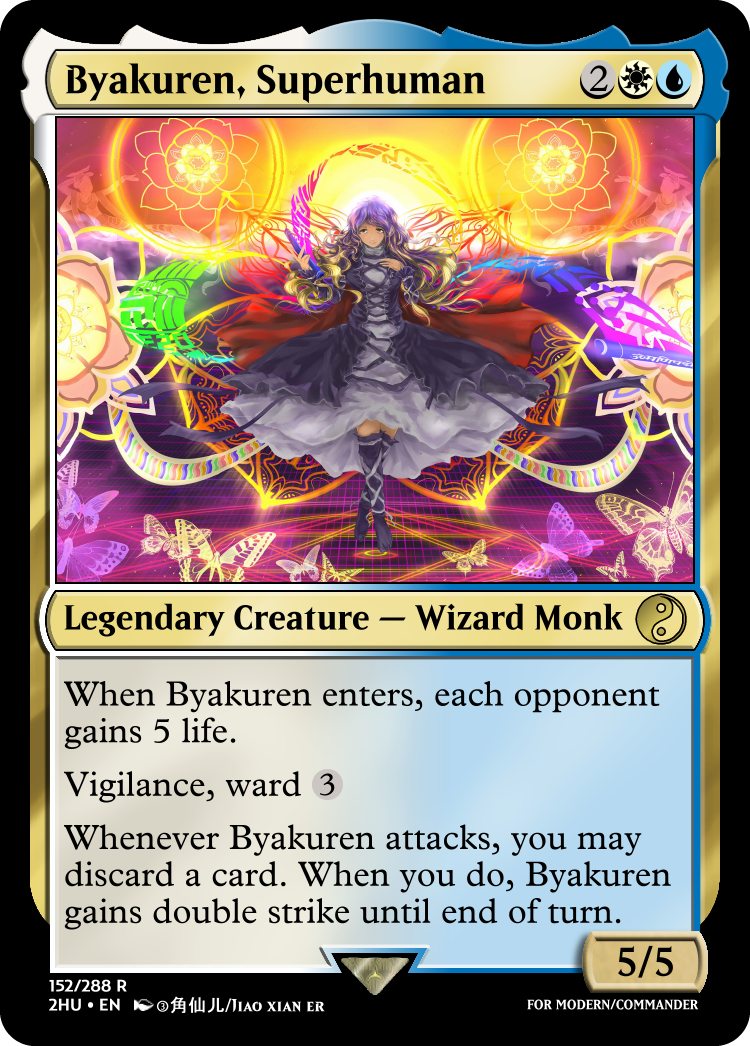 Byakuren, Superhuman 2
Legendary Creature — Wizard Monk
When Byakuren enters, each opponent
gains 5 life.
Vigilance, ward 3
Whenever Byakuren attacks, you may
discard a card. When you do, Byakuren
gains double strike until end of turn.
5/5
152/288 R
2HU • EN ③角仙儿/Jiao xian er
FOR MODERN/COMMANDER